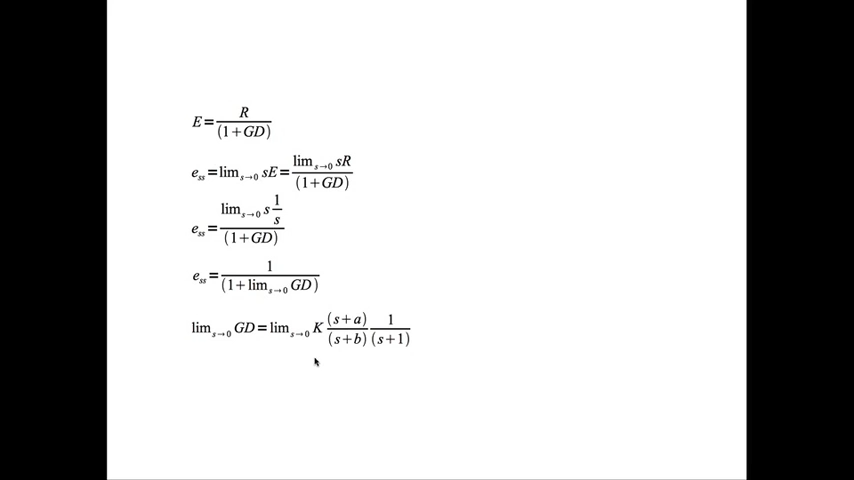 E = R / (1+GD)
e_ss = lim_{s→0} sE = lim_{s→0} sR / (1+GD)
e_ss = lim_{s→0} s 1/s / (1+GD)
e_ss = 1 / (1+lim_{s→0} GD)
lim_{s→0} GD = lim_{s→0} K (s+a)/(s+b) 1/(s+1)